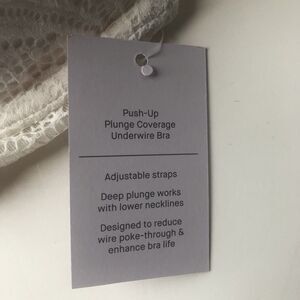 Push-Up
Plunge Coverage
Underwire Bra
Adjustable straps
Deep plunge works
with lower necklines
Designed to reduce
wire poke-through &
enhance bra life